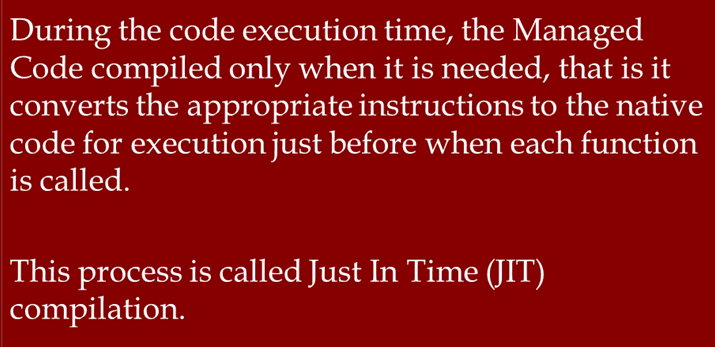 During the code execution time, the Managed
Code compiled only when it is needed, that is it
converts the appropriate instructions to the native
code for execution just before when each function
is called.
This process is called Just In Time (JIT)
compilation.